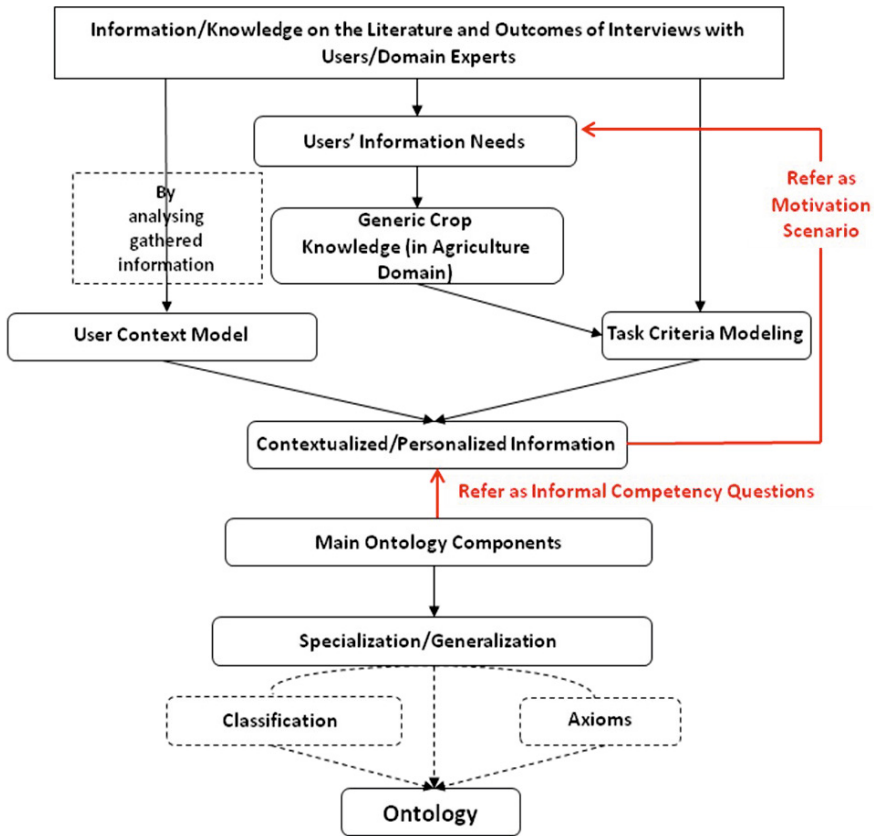 Information/Knowledge on the Literature and Outcomes of Interviews with
Users/Domain Experts
Users' Information Needs
Refer as
Motivation
Scenario
By
analysing
gathered
information
Generic Crop
Knowledge (in Agriculture
Domain)
User Context Model
Task Criteria Modeling
Contextualized/Personalized Information
Refer as Informal Competency Questions
Main Ontology Components
Specialization/Generalization
Classification
Axioms
Ontology